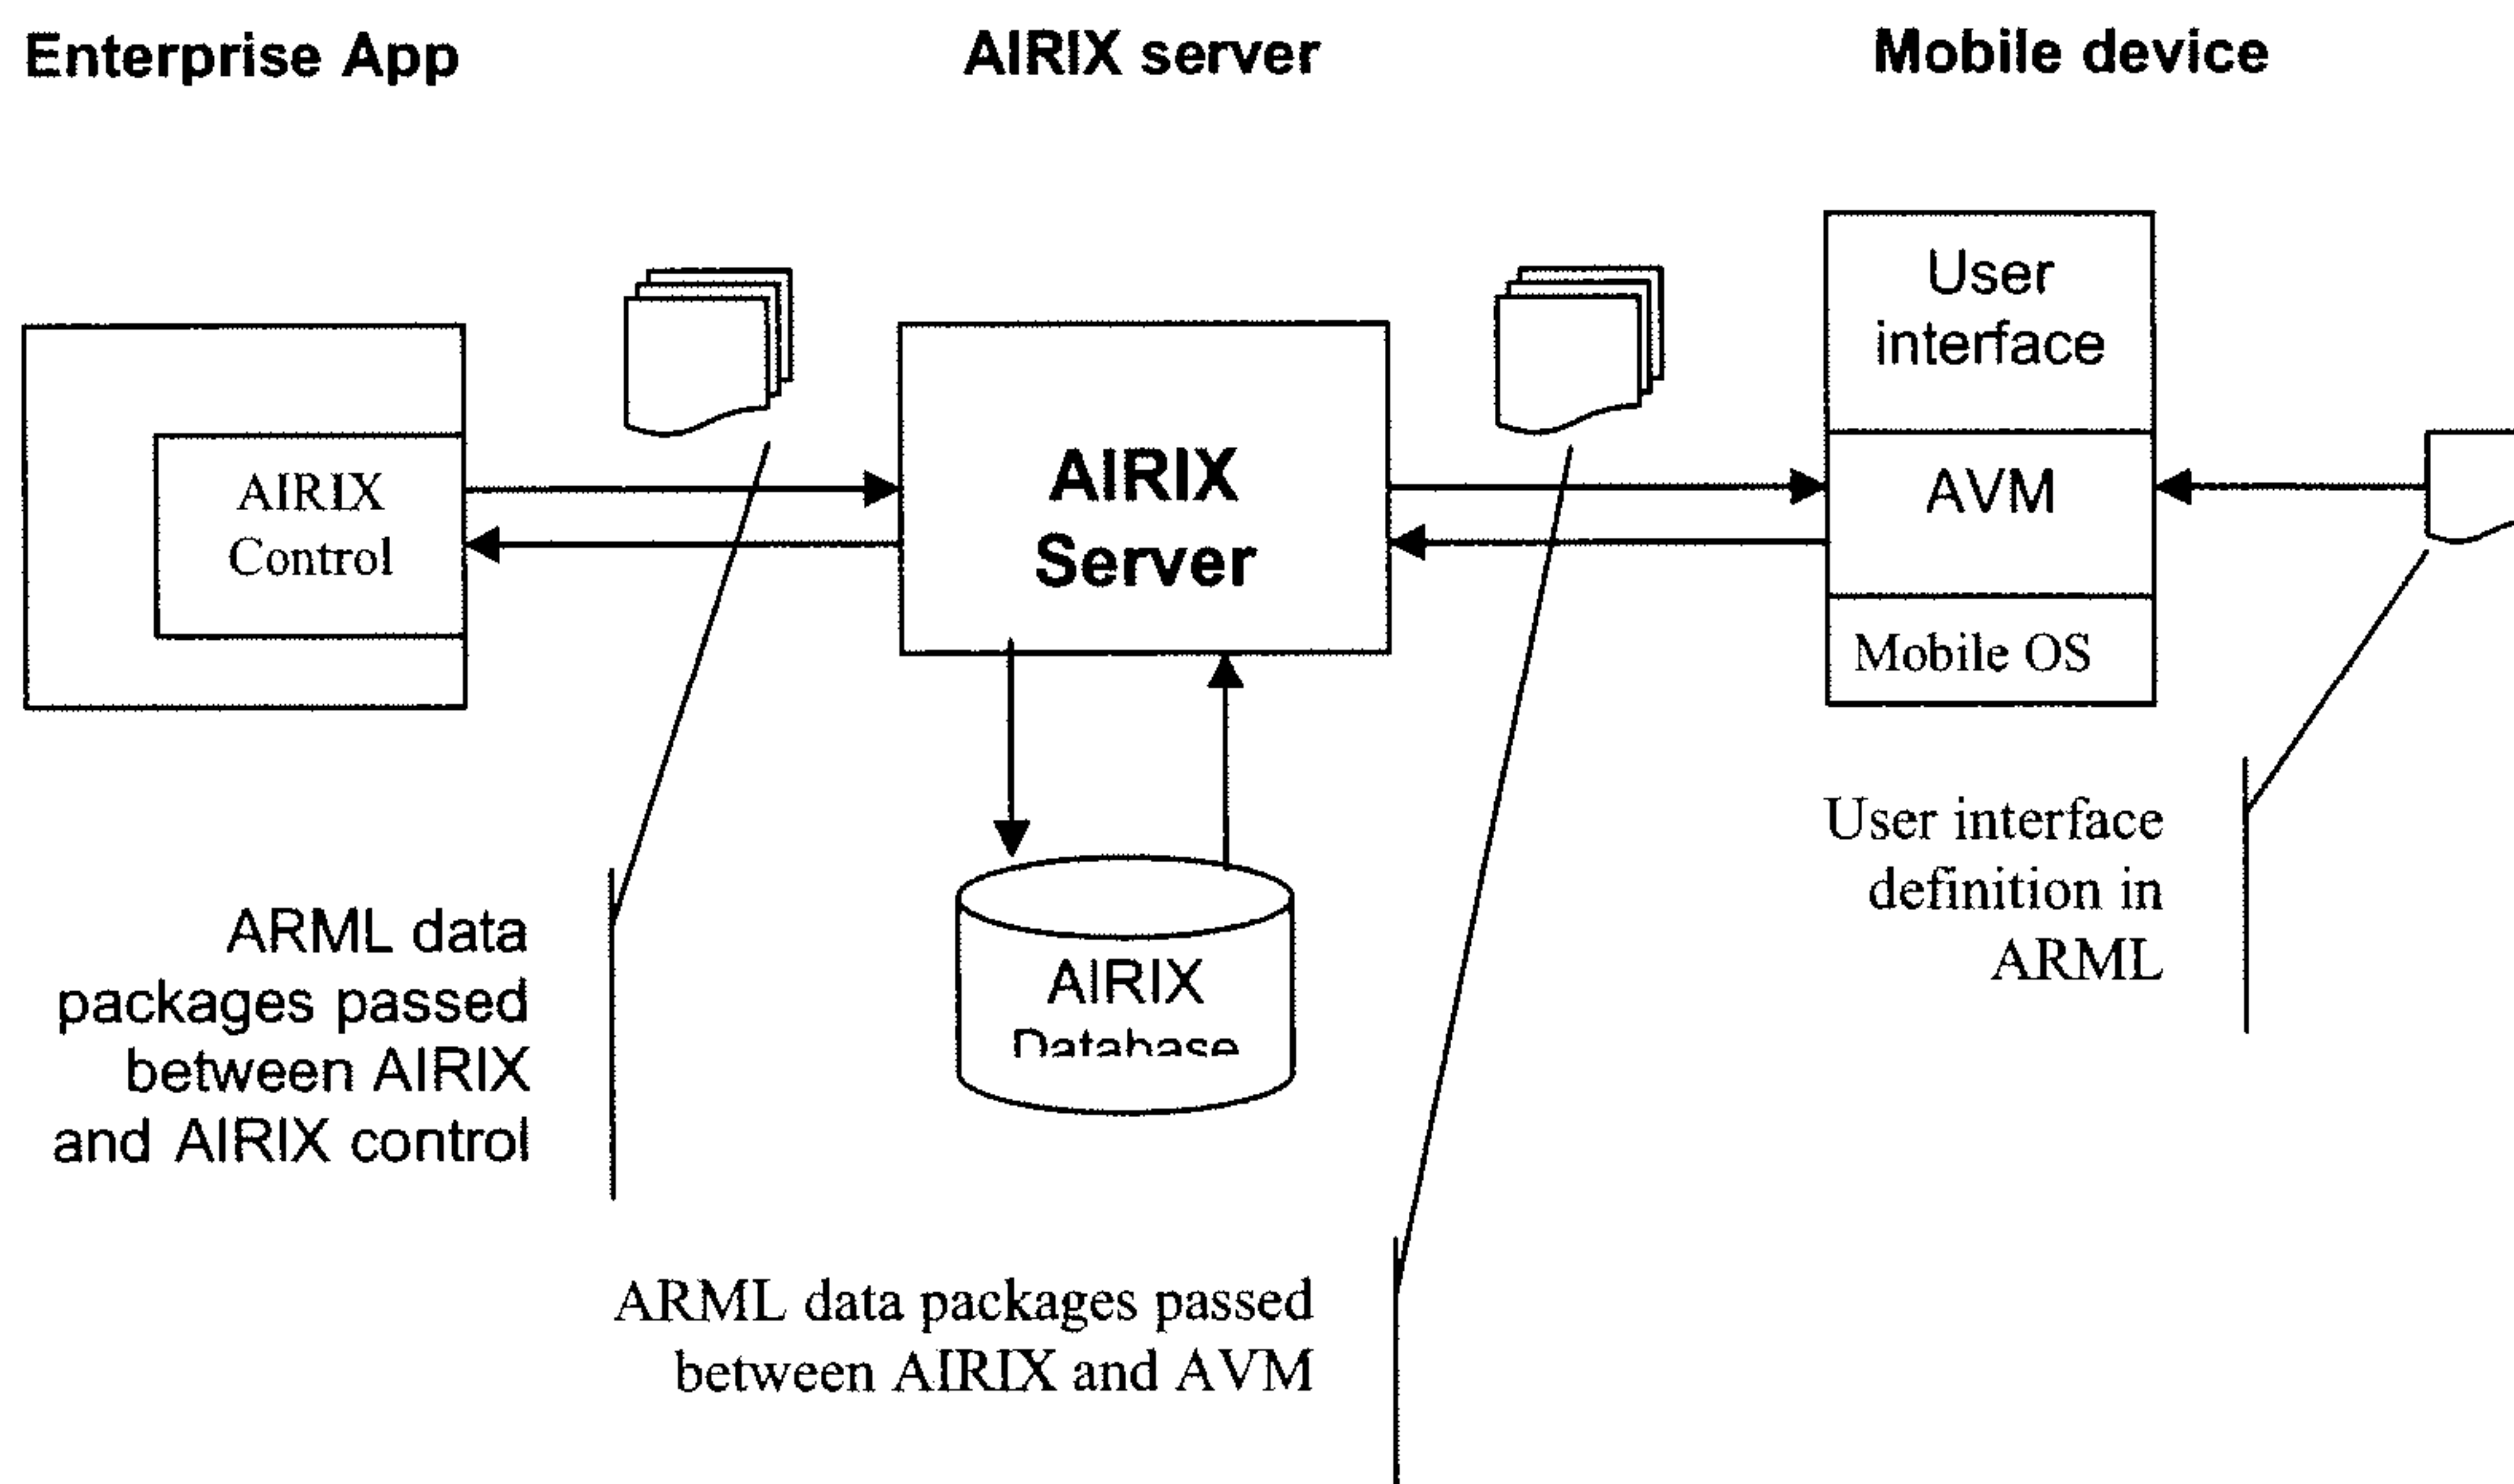 Enterprise App
AIRIX server
Mobile device
User
interface
AIRIX
Control
AIRIX
Server
AVM
Mobile OS
User interface
definition in
ARML
ARML data
packages passed
between AIRIX
and AIRIX control
AIRIX
Database
ARML data packages passed
between AIRIX and AVM